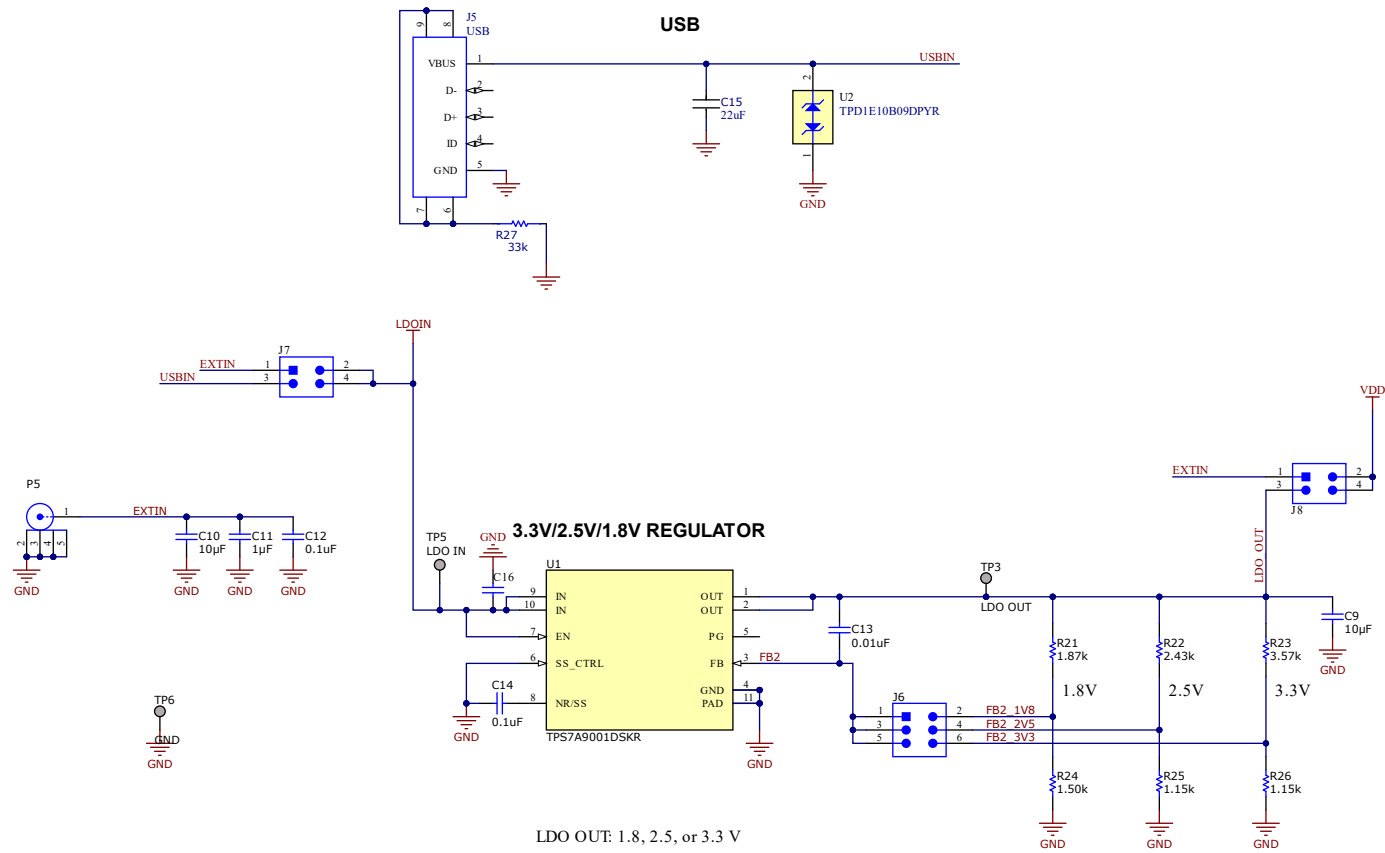 USB
J5
USB
9
8
VBUS
1
D-
2
D+
3
ID
4
GND
5
7
6
R27
33k
C15
22uF
USBIN
2
U2
TPD1E10B09DPYR
1
GND
LDOIN
J7
EXTIN
1
2
USBIN
3
4
P5
1
EXTIN
2
3
4
5
GND
C10
10µF
GND
C11
1µF
GND
C12
0.1uF
GND
TP6
GND
GND
3.3V/2.5V/1.8V REGULATOR
TP5
LDO IN
GND
C16
U1
9
IN
10
IN
7
EN
6
SS_CTRL
8
NR/SS
C14
0.1uF
GND
OUT
1
OUT
2
PG
5
FB
3
GND
4
PAD
11
TPS7A9001DSKR
GND
FB2
C13
0.01uF
TP3
LDO OUT
J6
1
2
FB2_1V8
3
4
FB2_2V5
5
6
FB2_3V3
R21
1.87k
1.8V
R22
2.43k
2.5V
R23
3.57k
3.3V
R24
1.50k
GND
R25
1.15k
GND
R26
1.15k
GND
C9
10µF
GND
VDD
EXTIN
1
2
3
4
J8
LDO OUT
LDO OUT: 1.8, 2.5, or 3.3 V